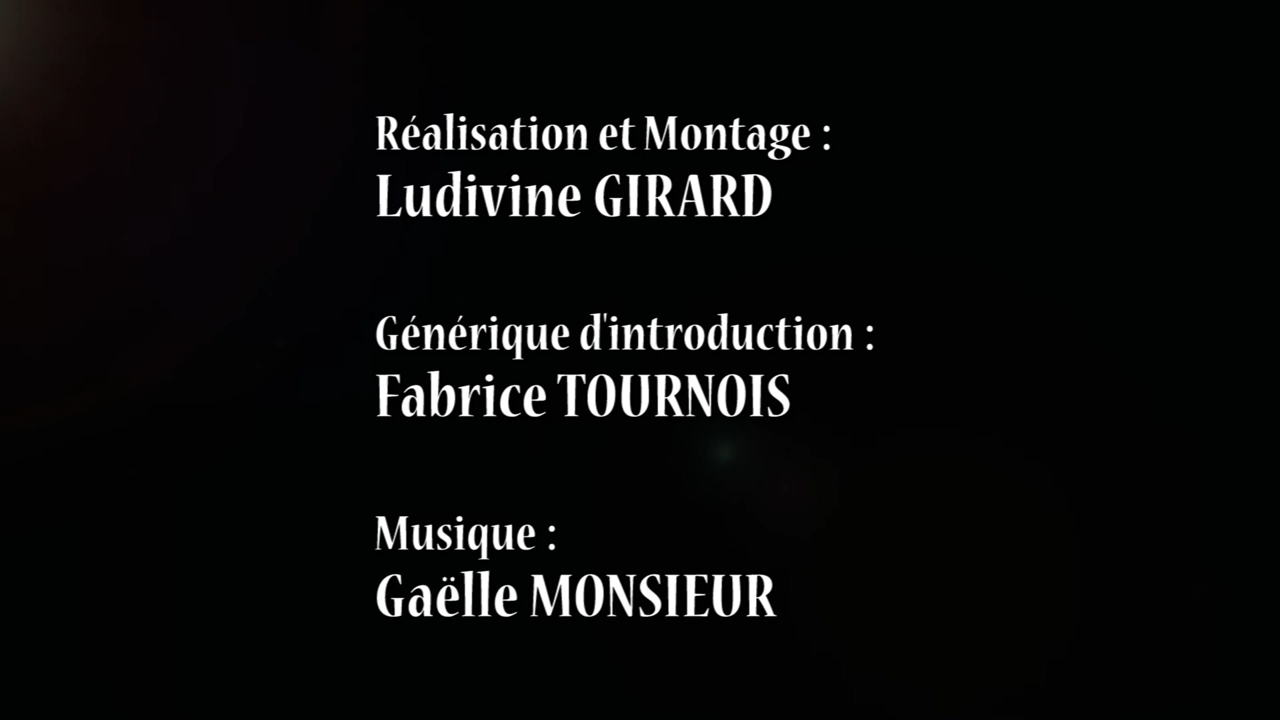 Réalisation et Montage :
Ludivine GIRARD
Générique d'introduction :
Fabrice TOURNOIS
Musique :
Gaëlle MONSIEUR